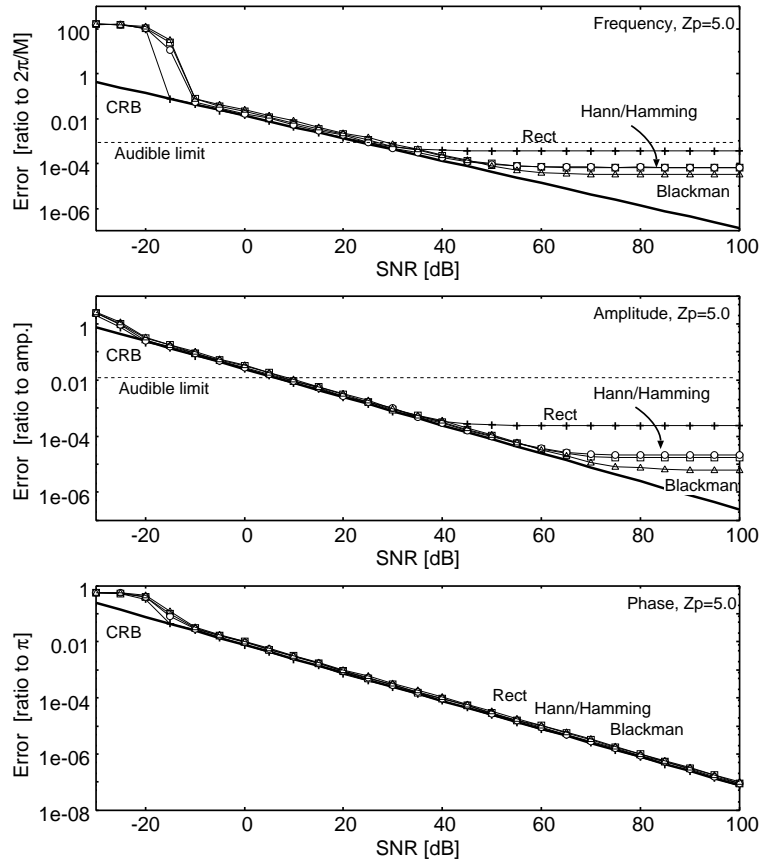 Frequency, Zp=5.0
100
1
0.01
1e-04
1e-06
Error [ratio to 2π/M]
CRB
Audible limit
Hann/Hamming
Rect
Blackman
-20 0 20 40 60 80 100
SNR [dB]
Amplitude, Zp=5.0
1
0.01
1e-04
1e-06
Error [ratio to amp.]
CRB
Audible limit
Hann/Hamming
Rect
Blackman
-20 0 20 40 60 80 100
SNR [dB]
Phase, Zp=5.0
1
0.01
1e-04
1e-06
1e-08
Error [ratio to π]
CRB
Rect
Hann/Hamming
Blackman
-20 0 20 40 60 80 100
SNR [dB]